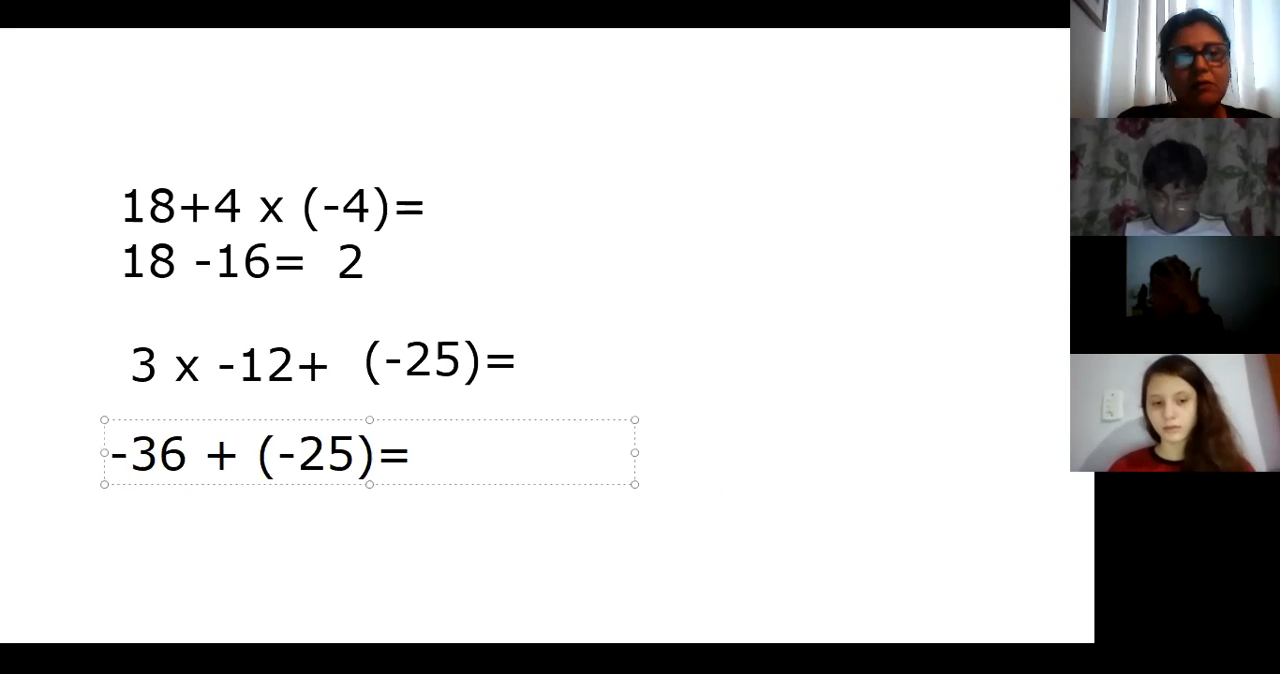 18+4 x (-4)=
18 -16= 2
3 x -12+ (-25)=
-36 + (-25)=